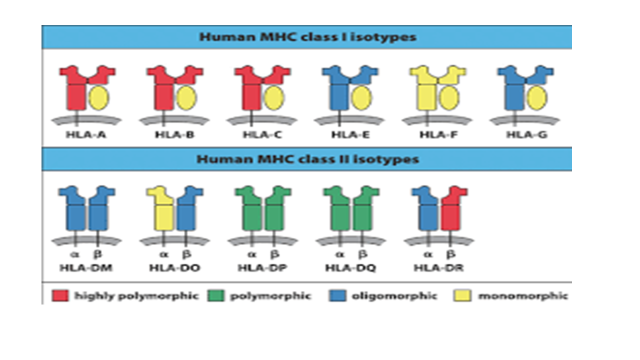 Human MHC class I isotypes
HLA-A HLA-B HLA-C HLA-E HLA-F HLA-G
Human MHC class II isotypes
α β α β α β α β α β
HLA-DM HLA-DO HLA-DP HLA-DQ HLA-DR
highly polymorphic polymorphic oligomorphic monomorphic